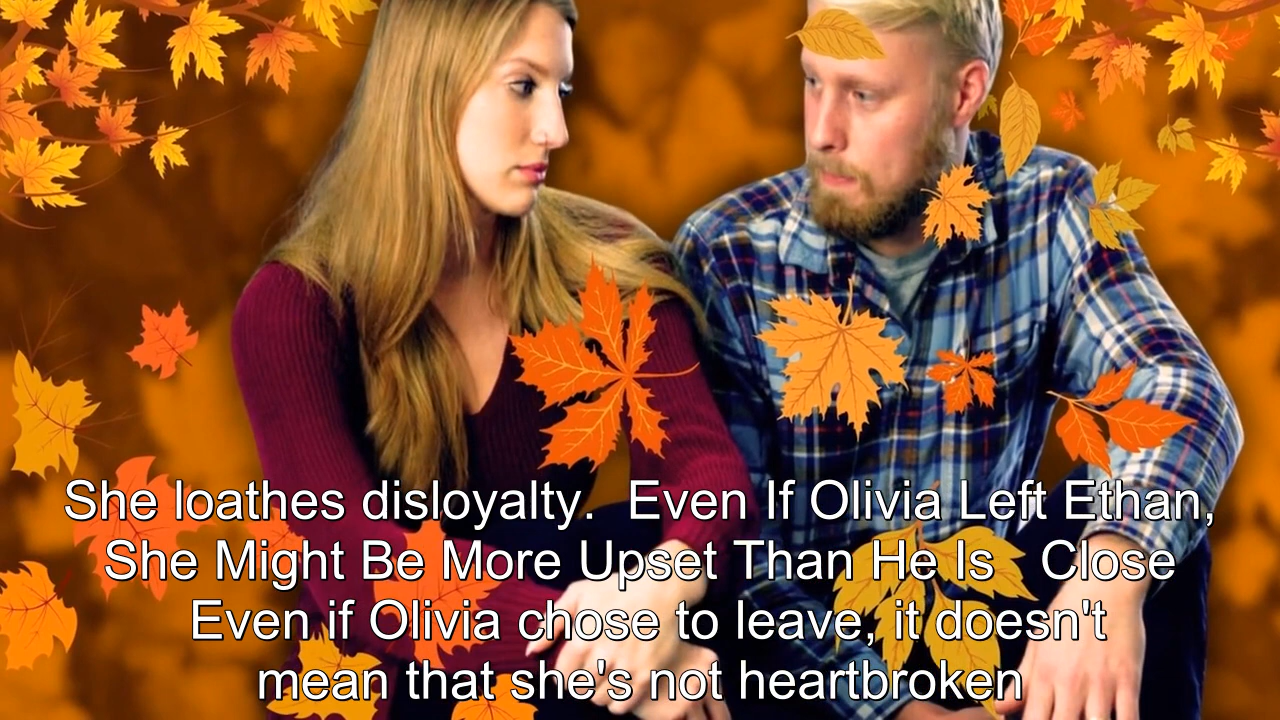 She loathes disloyalty.  Even If Olivia Left Ethan,
She Might Be More Upset Than He Is   Close
Even if Olivia chose to leave, it doesn't
mean that she's not heartbroken